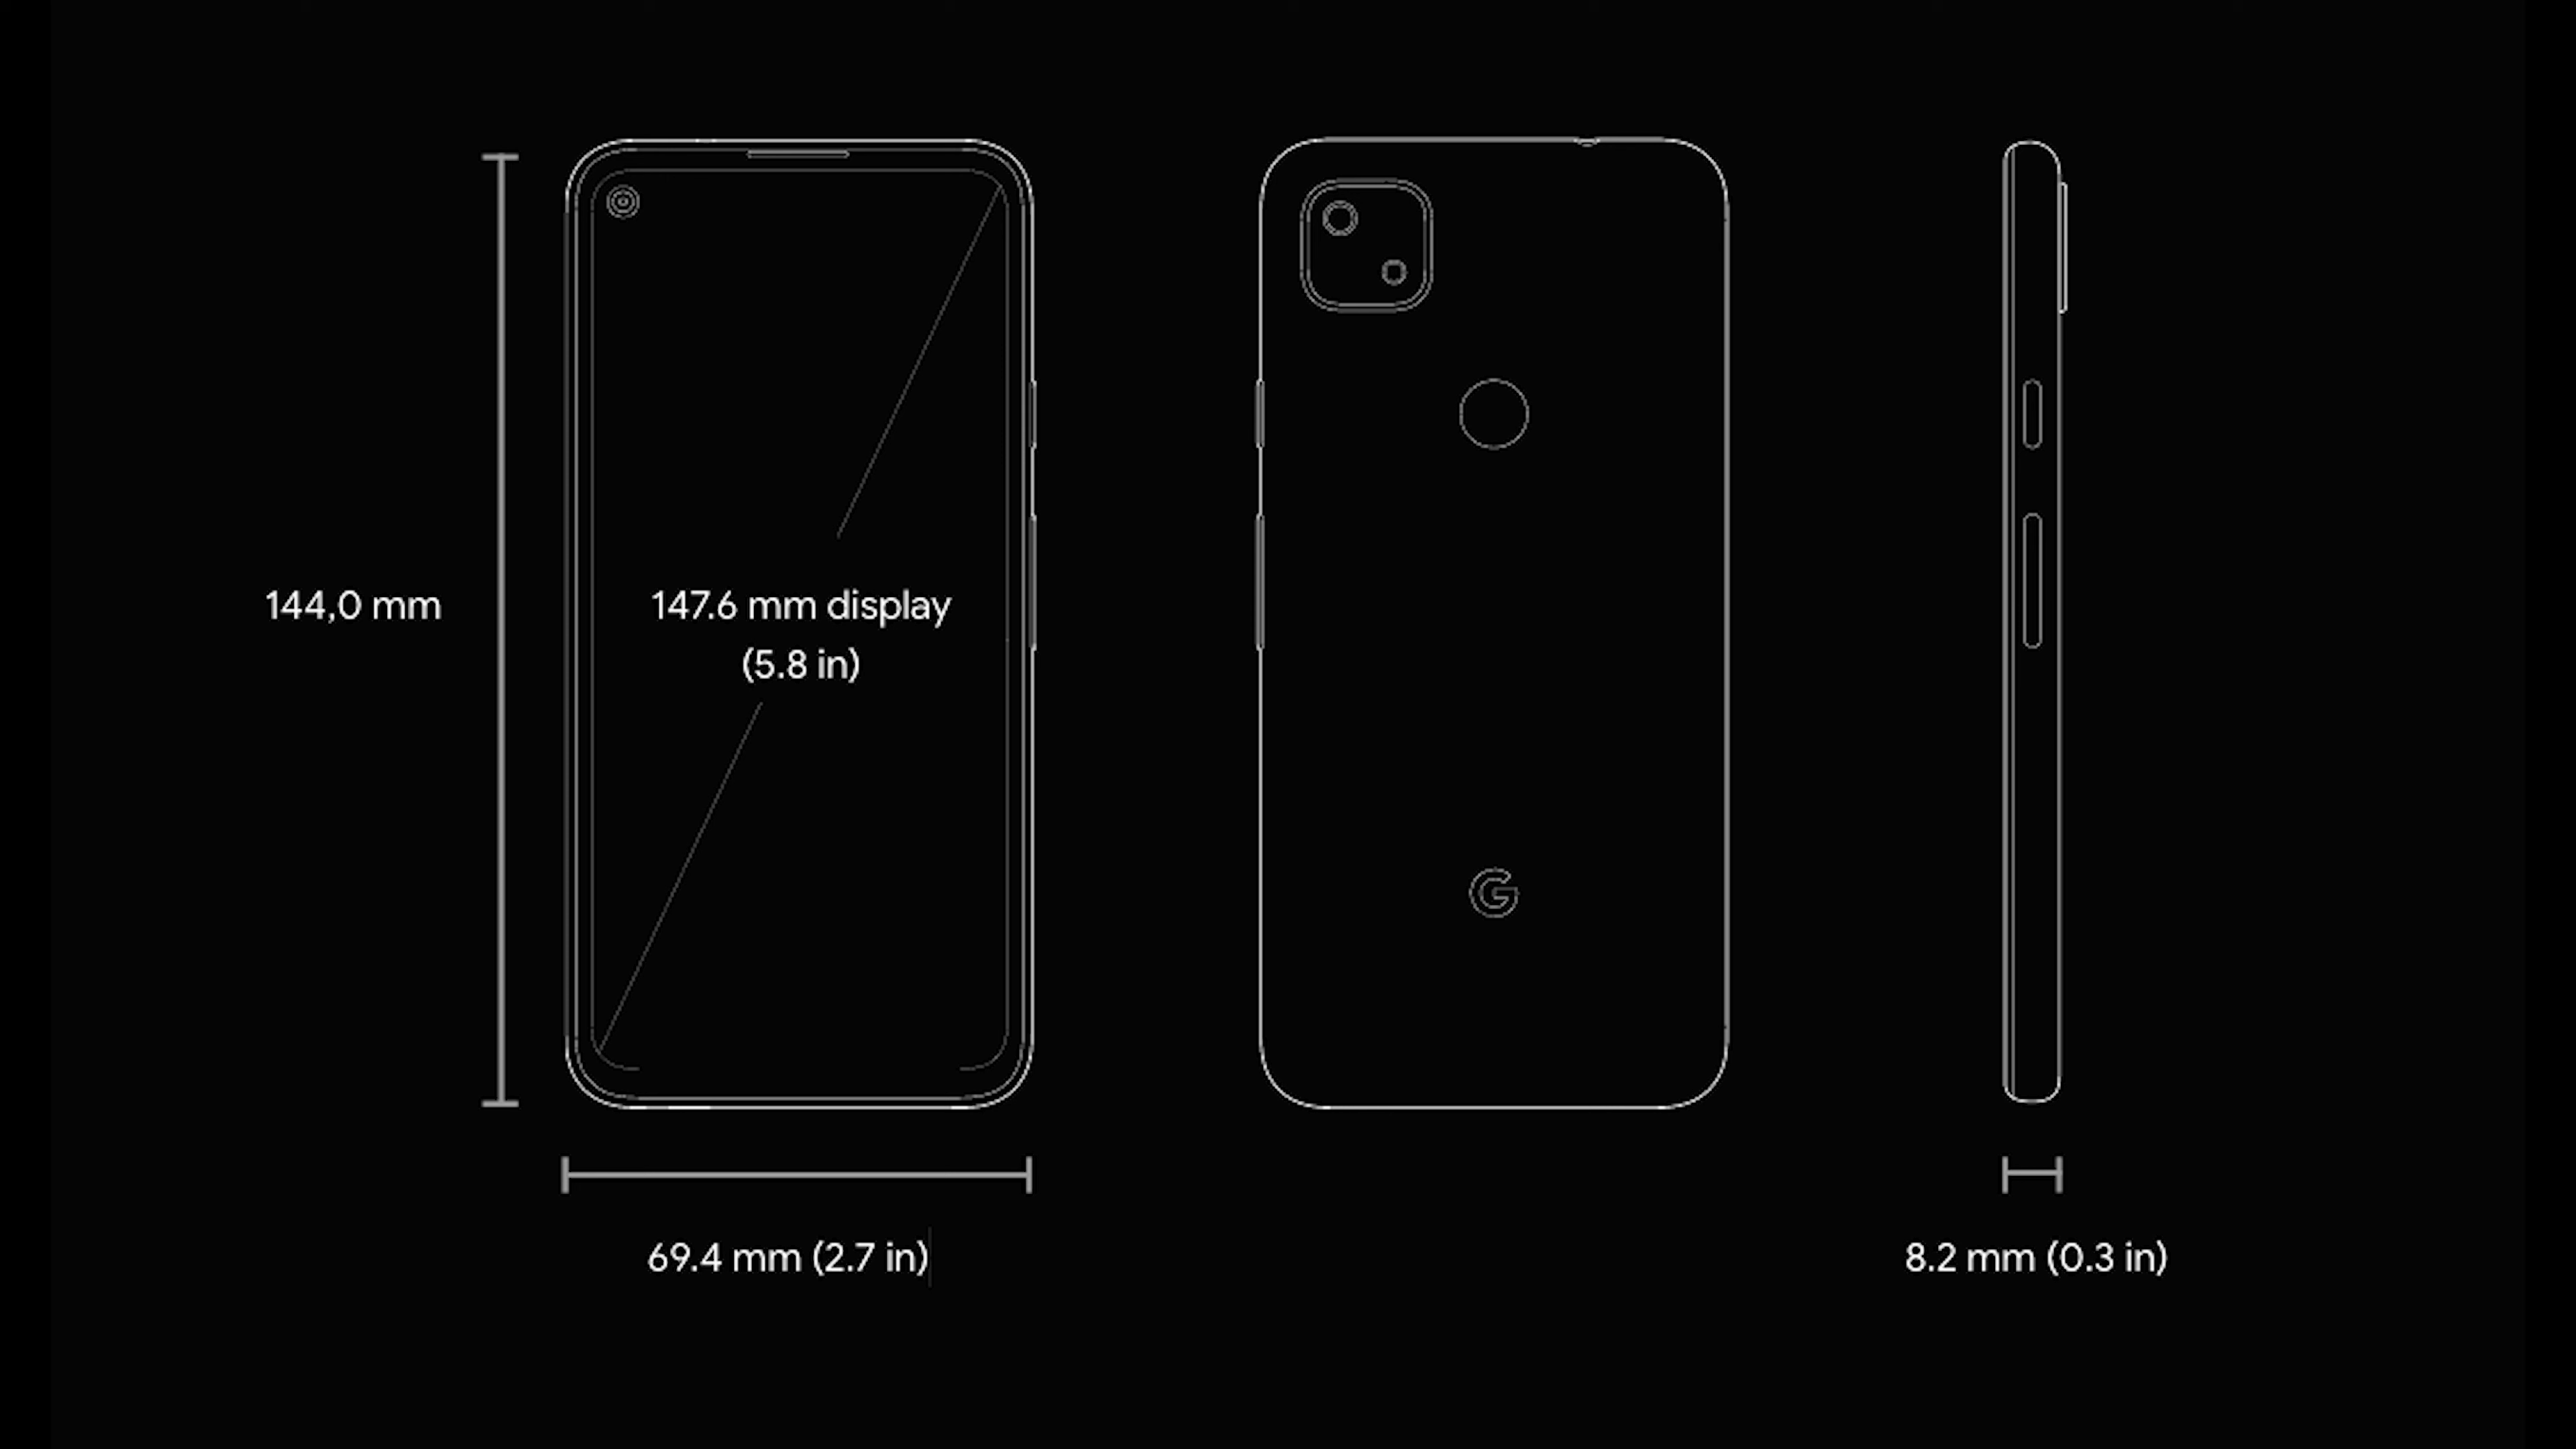 144,0 mm
147.6 mm display
(5.8 in)
G
69.4 mm (2.7 in)
8.2 mm (0.3 in)